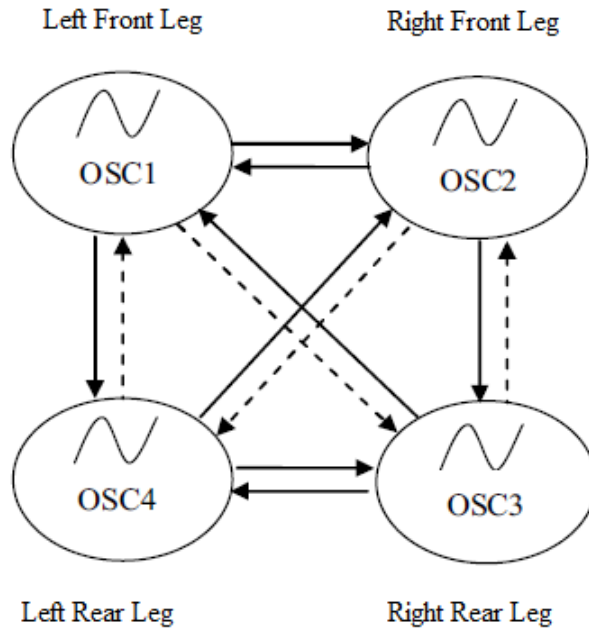 Left Front Leg
Right Front Leg
OSC1
OSC2
OSC4
OSC3
Left Rear Leg
Right Rear Leg